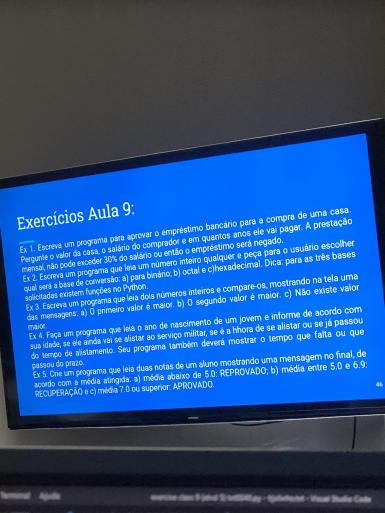 Exercícios Aula 9:
Ex 1. Escreva um programa para aprovar o empréstimo bancário para a compra de uma casa.
Pergunte o valor da casa, o salário do comprador e em quantos anos ele vai pagar. A prestação
mensal, não pode exceder 30% do salário ou então o empréstimo será negado.
Ex 2. Escreva um programa que leia um número inteiro qualquer e peça para o usuário escolher
qual será a base de conversão: a) para binário; b) octal e c)hexadecimal. Dica: para as três bases
solicitadas existem funções no Python.
Ex 3. Escreva um programa que leia dois números inteiros e compare-os, mostrando na tela uma
das mensagens: a) O primeiro valor é maior. b) O segundo valor é maior. c) Não existe valor
maior.
Ex 4. Faça um programa que leia o ano de nascimento de um jovem e informe de acordo com
sua idade, se ele ainda vai se alistar ao serviço militar, se é a hhora de se alistar ou se já passou
do tempo de alistamento. Seu programa também deverá mostrar o tempo que falta ou que
passou do prazo.
Ex 5. Crie um programa que leia duas notas de um aluno mostrando uma mensagem no final, de
acordo com a média atingida: a) média abaixo de 5.0: REPROVADO; b) média entre 5.0 e 6.9:
RECUPERAÇÃO e c) média 7.0 ou superior: APROVADO.
46
Terminal Ajuda - Visual Studio Code